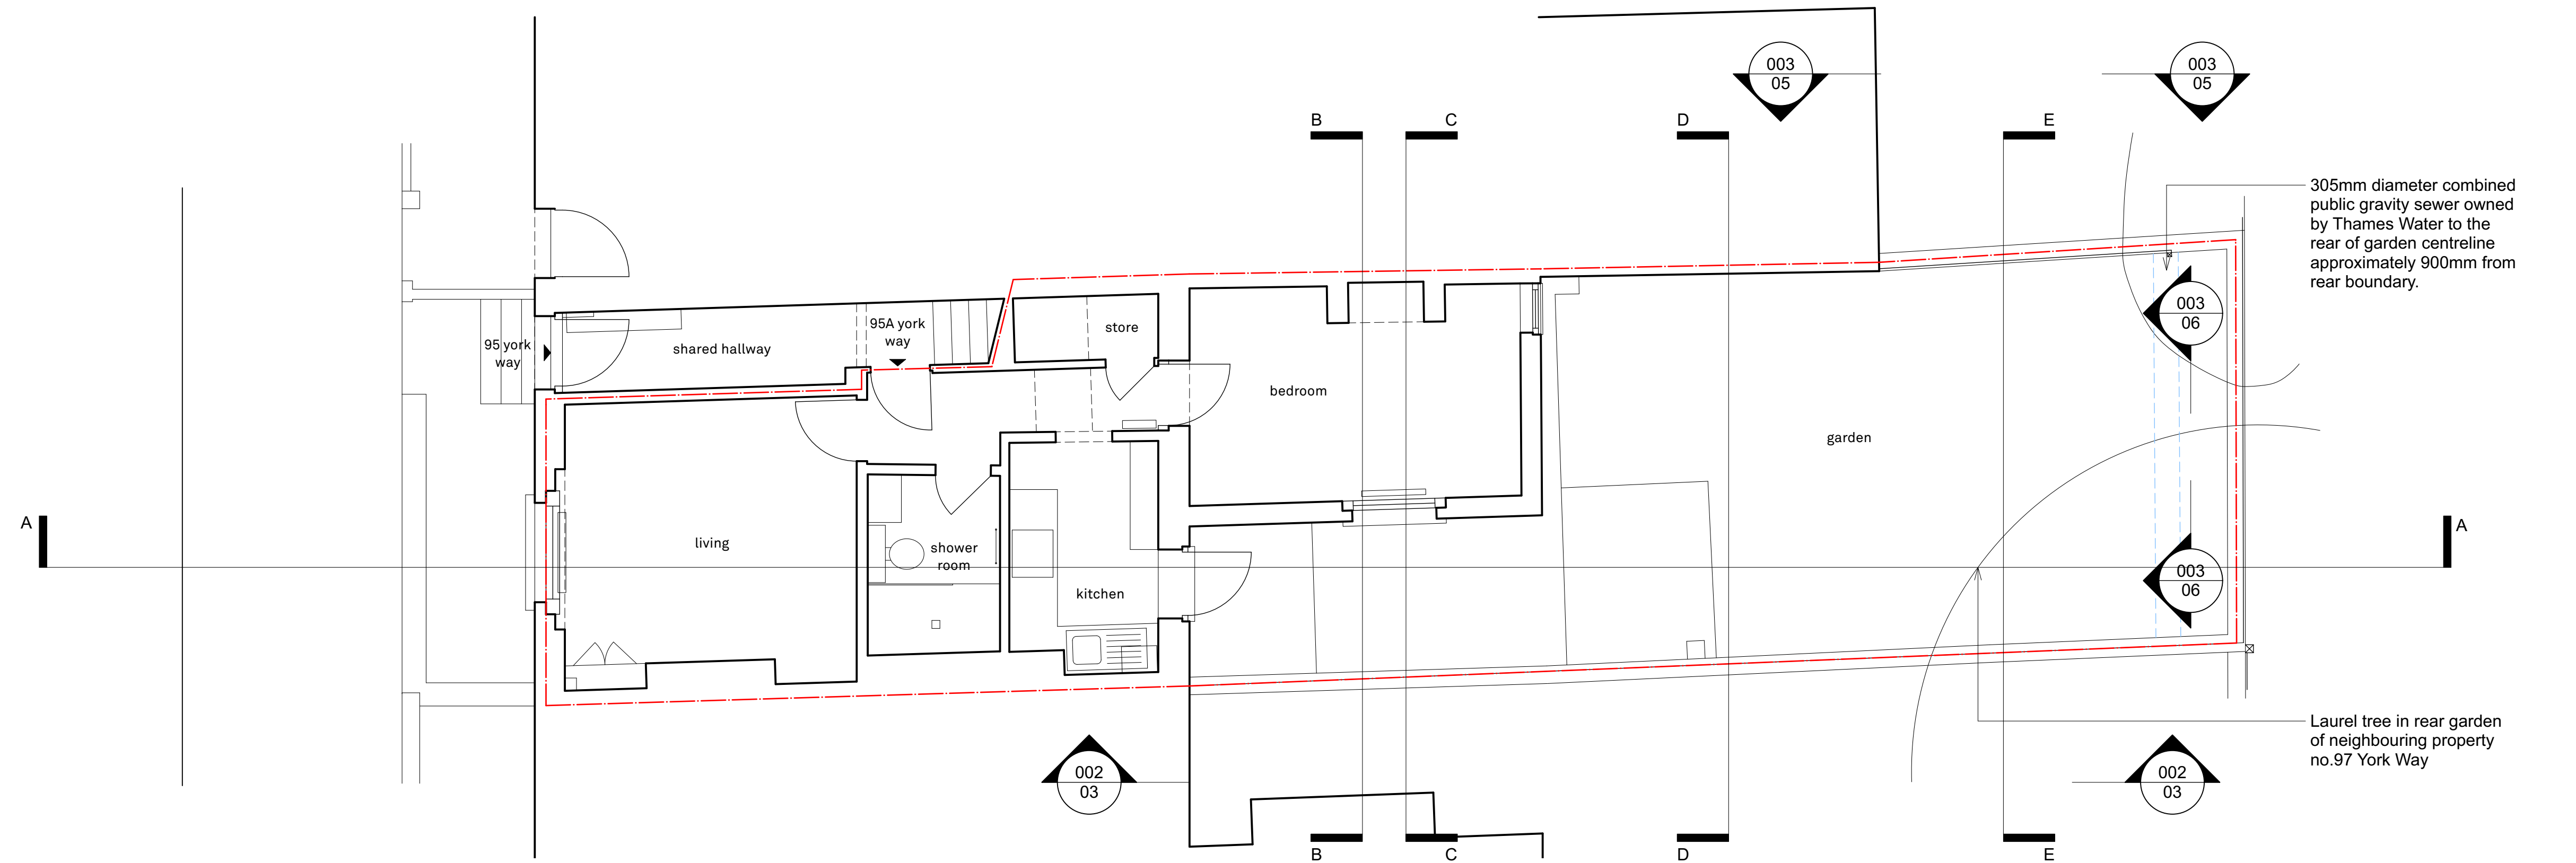 003
05
003
05
B
C
D
E
305mm diameter combined
public gravity sewer owned
by Thames Water to the
rear of garden centreline
approximately 900mm from
rear boundary.
003
06
95 york
way
shared hallway
95A york
way
store
bedroom
garden
A
living
shower
room
kitchen
003
06
A
Laurel tree in rear garden
of neighbouring property
no.97 York Way
002
03
002
03
B
C
D
E